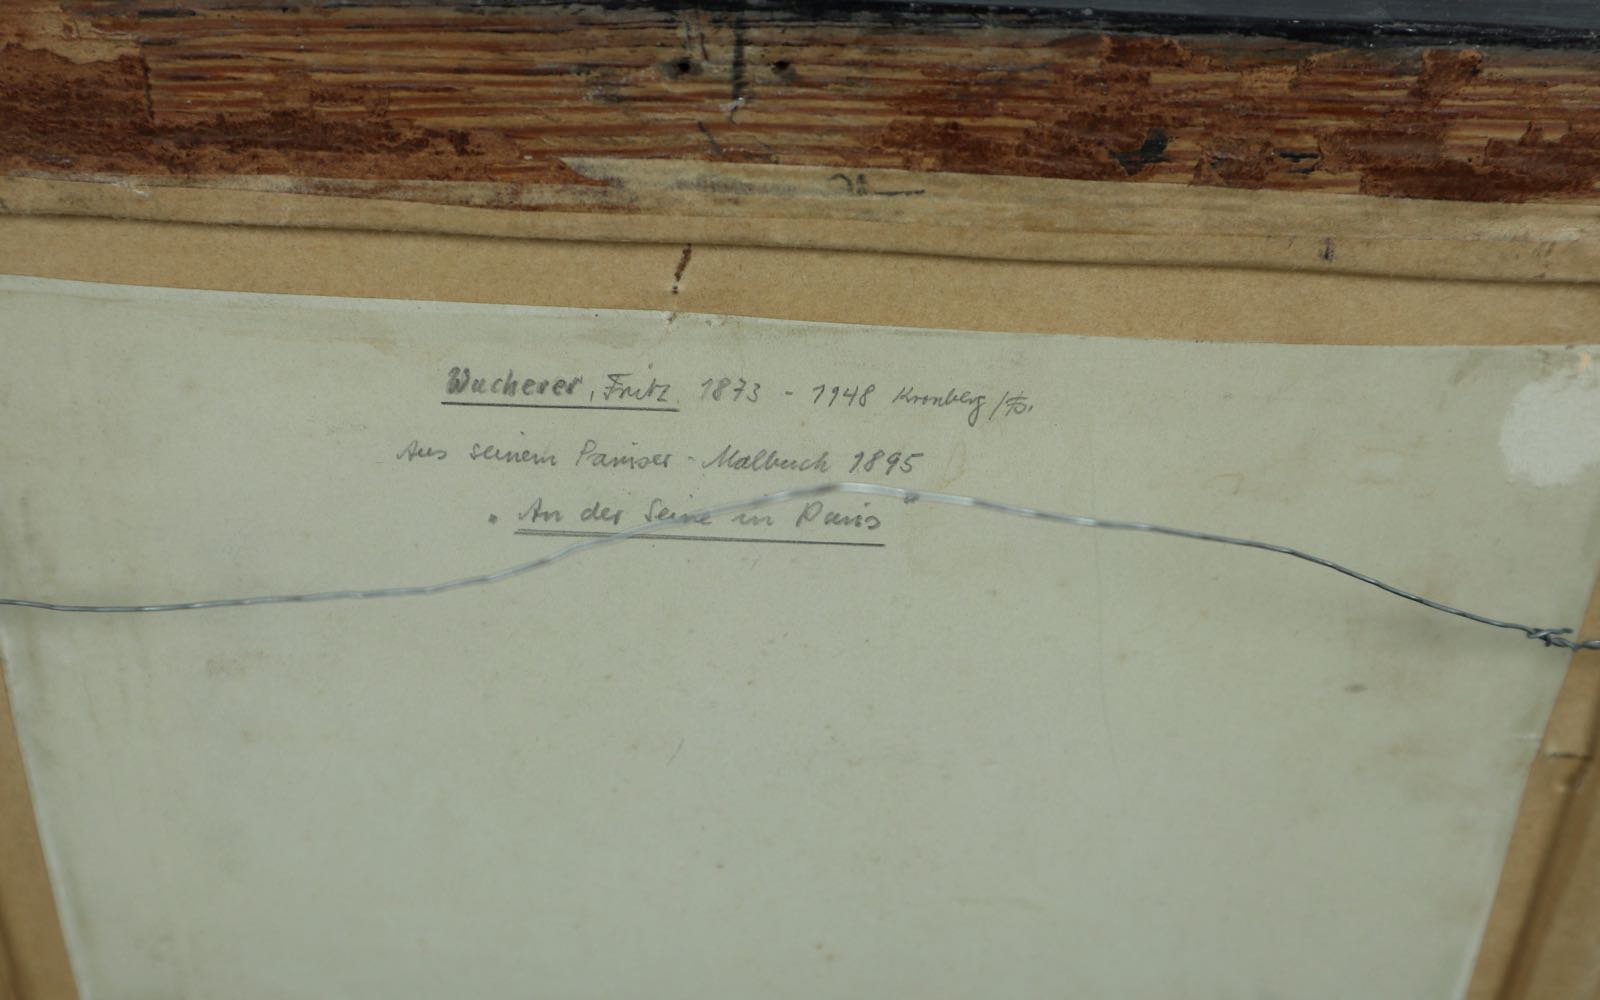 Wucherer, Fritz 1873 - 1948 Kronberg/Ts.
Aus seinem Pariser-Malbuch 1895
"An der Seine in Paris"